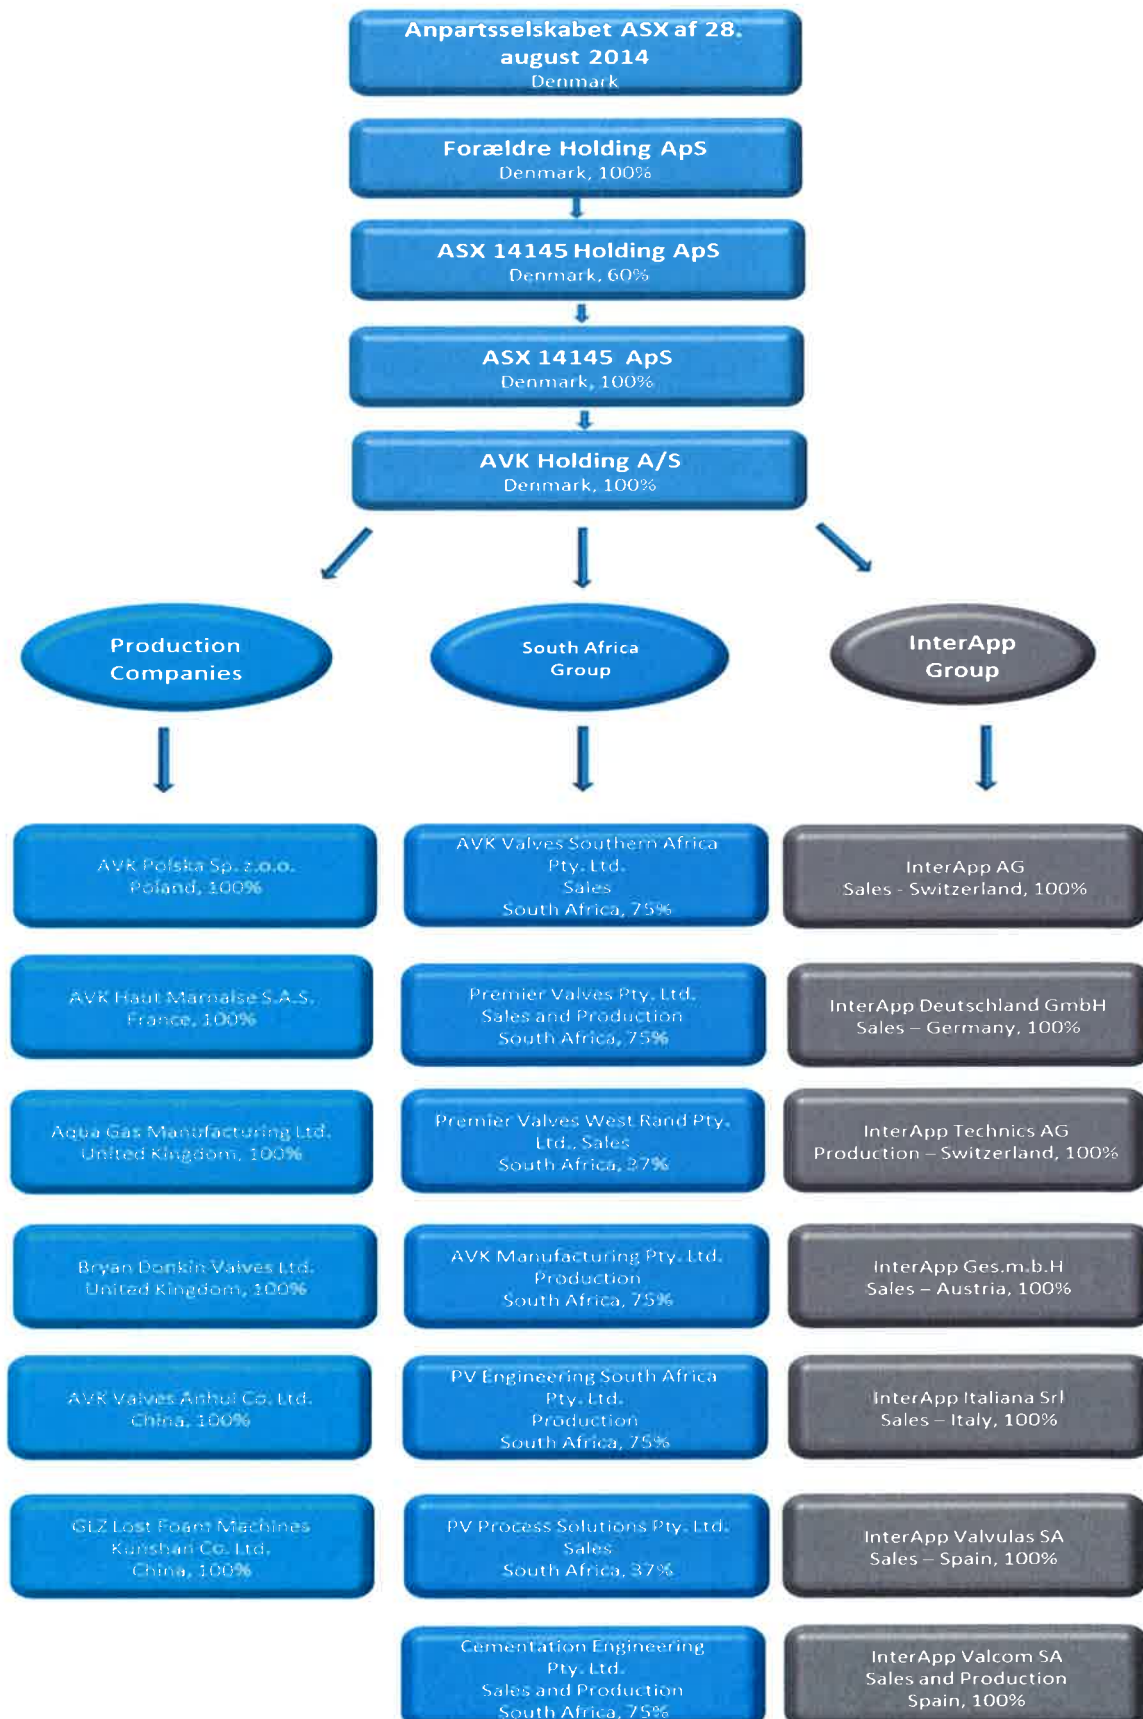 Anpartsselskabet ASX af 28.
august 2014
Denmark
Forældre Holding ApS
Denmark, 100%
ASX 14145 Holding ApS
Denmark, 60%
ASX 14145 ApS
Denmark, 100%
AVK Holding A/S
Denmark, 100%
Production
Companies
South Africa
Group
InterApp
Group
AVK Polska Sp. z.o.o.
Poland, 100%
AVK Haut Marnaise S.A.S.
France, 100%
Aqua Gas Manufacturing Ltd.
United Kingdom, 100%
Bryan Donkin Valves Ltd.
United Kingdom, 100%
AVK Valves Anhui Co. Ltd.
China, 100%
GLZ Lost Foam Machines
Kunshan Co. Ltd.
China, 100%
AVK Valves Southern Africa
Pty. Ltd.
Sales
South Africa, 75%
Premier Valves Pty. Ltd.
Sales and Production
South Africa, 75%
Premier Valves West Rand Pty.
Ltd., Sales
South Africa, 37%
AVK Manufacturing Pty. Ltd.
Production
South Africa, 75%
PV Engineering South Africa
Pty. Ltd.
Production
South Africa, 75%
PV Process Solutions Pty. Ltd.
Sales
South Africa, 37%
Cementation Engineering
Pty. Ltd.
Sales and Production
South Africa, 75%
InterApp AG
Sales - Switzerland, 100%
InterApp Deutschland GmbH
Sales – Germany, 100%
InterApp Technics AG
Production – Switzerland, 100%
InterApp Ges.m.b.H
Sales – Austria, 100%
InterApp Italiana Srl
Sales – Italy, 100%
InterApp Valvulas SA
Sales – Spain, 100%
InterApp Valcom SA
Sales and Production
Spain, 100%